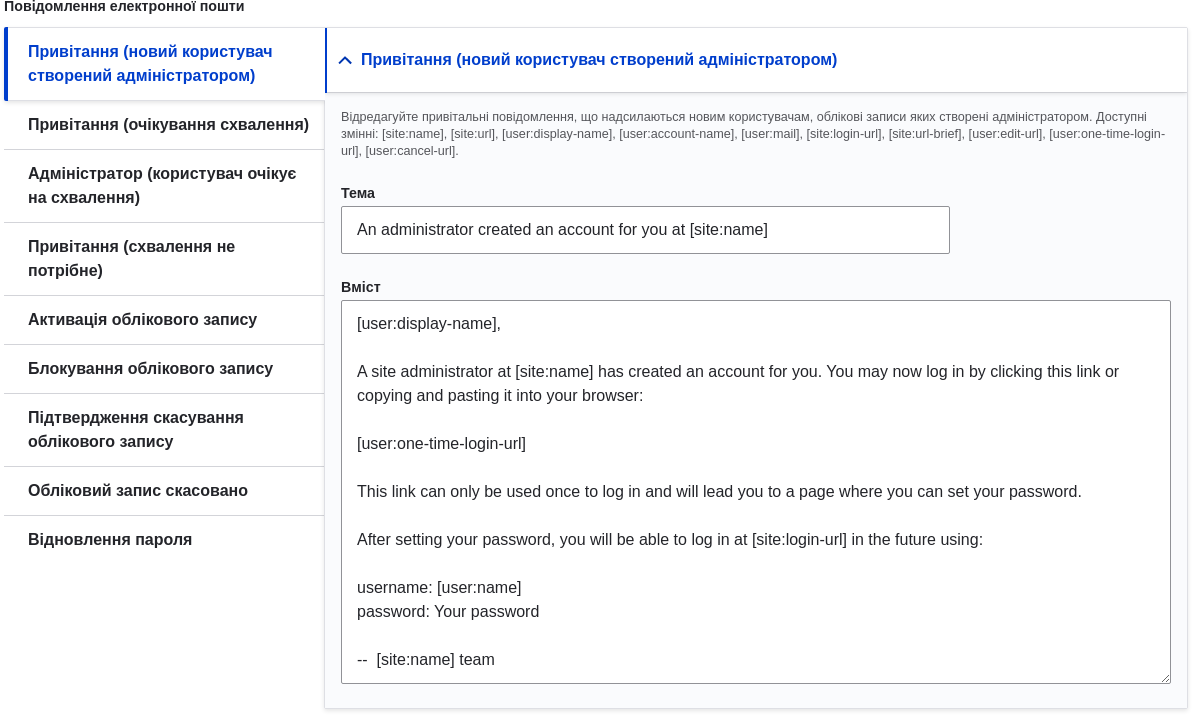 Повідомлення електронної пошти
Привітання (новий користувач
створений адміністратором)
Привітання (очікування схвалення)
Адміністратор (користувач очікує
на схвалення)
Привітання (схвалення не
потрібне)
Активація облікового запису
Блокування облікового запису
Підтвердження скасування
облікового запису
Обліковий запис скасовано
Відновлення пароля
Привітання (новий користувач створений адміністратором)
Відредагуйте привітальні повідомлення, що надсилаються новим користувачам, облікові записи яких створені адміністратором. Доступні
змінні: [site:name], [site:url], [user:display-name], [user:account-name], [user:mail], [site:login-url], [site:url-brief], [user:edit-url], [user:one-time-login-
url], [user:cancel-url].
Тема
An administrator created an account for you at [site:name]
Вміст
[user:display-name],
A site administrator at [site:name] has created an account for you. You may now log in by clicking this link or
copying and pasting it into your browser:
[user:one-time-login-url]
This link can only be used once to log in and will lead you to a page where you can set your password.
After setting your password, you will be able to log in at [site:login-url] in the future using:
username: [user:name]
password: Your password
--  [site:name] team